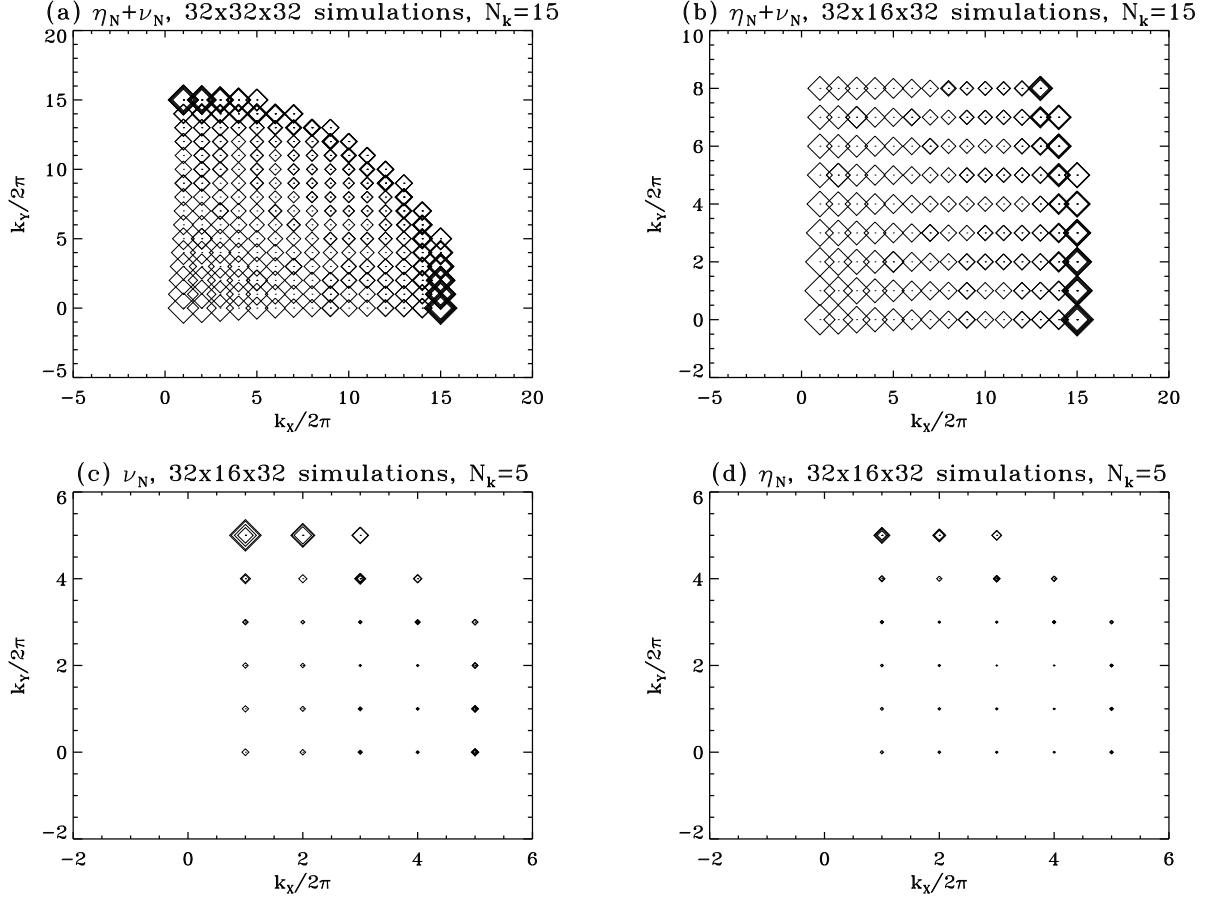 (a) η_N+ν_N, 32x32x32 simulations, N_k=15
20
15
10
5
0
−5
k_Y/2π
−5 0 5 10 15 20
k_X/2π
(b) η_N+ν_N, 32x16x32 simulations, N_k=15
10
8
6
4
2
0
−2
k_Y/2π
−5 0 5 10 15 20
k_X/2π
(c) ν_N, 32x16x32 simulations, N_k=5
6
4
2
0
−2
k_Y/2π
−2 0 2 4 6
k_X/2π
(d) η_N, 32x16x32 simulations, N_k=5
6
4
2
0
−2
k_Y/2π
−2 0 2 4 6
k_X/2π